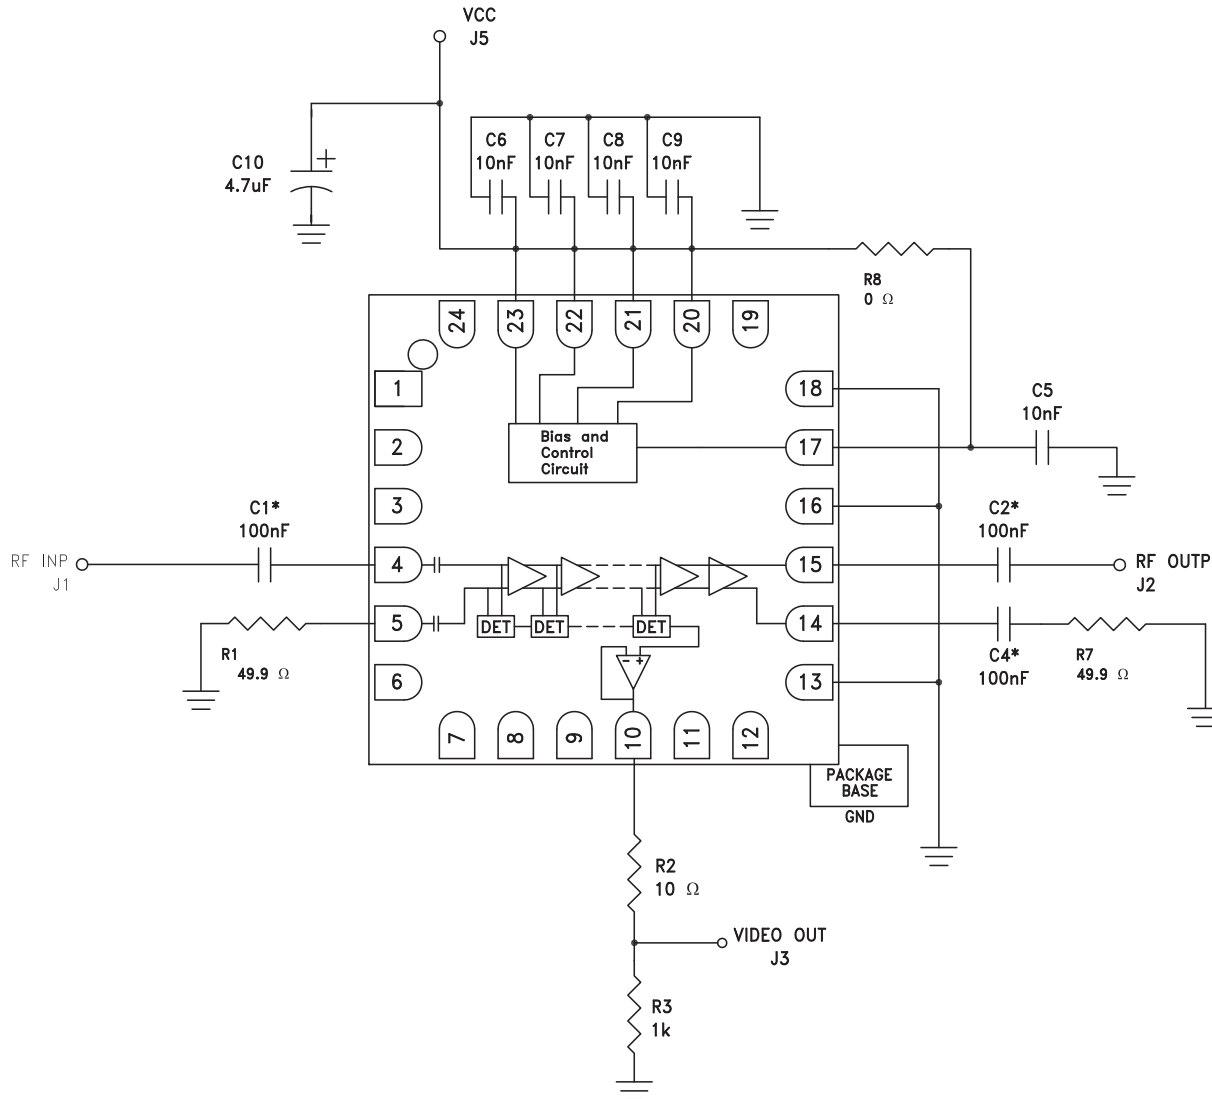 VCC
J5
C10
4.7uF
C6
10nF
C7
10nF
C8
10nF
C9
10nF
R8
0 Ω
24
23
22
21
20
19
1
2
3
4
5
6
18
17
16
15
14
13
7
8
9
10
11
12
Bias and
Control
Circuit
C5
10nF
C1*
100nF
RF INP
J1
R1
49.9 Ω
DET
DET
DET
+
- +
C2*
100nF
RF OUTP
J2
C4*
100nF
R7
49.9 Ω
PACKAGE
BASE
GND
R2
10 Ω
VIDEO OUT
J3
R3
1k